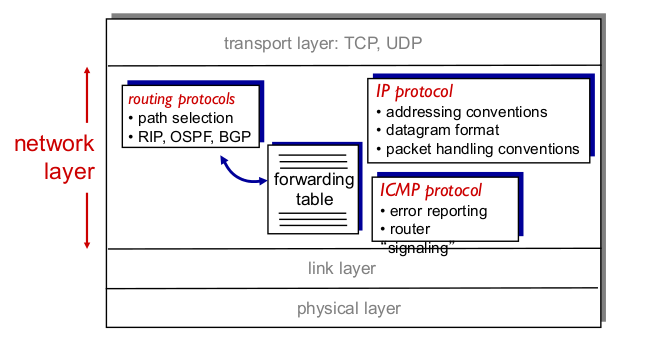 transport layer: TCP, UDP
network
layer
routing protocols
• path selection
• RIP, OSPF, BGP
forwarding
table
IP protocol
• addressing conventions
• datagram format
• packet handling conventions
ICMP protocol
• error reporting
• router
“signaling”
link layer
physical layer